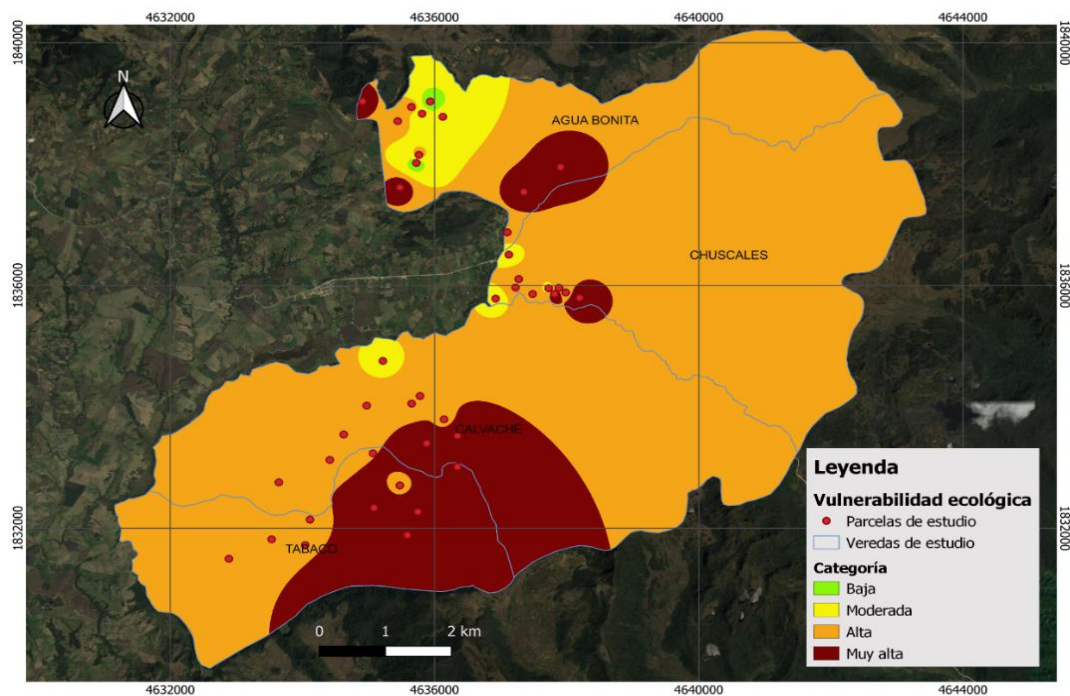 4632000 4636000 4640000 4644000
1840000 1840000
N
AGUA BONITA
CHUSCALES
1836000 1836000
CALVACHE
TABACO
1832000 1832000
0 1 2 km
Leyenda
Vulnerabilidad ecológica
Parcelas de estudio
Veredas de estudio
Categoría
Baja
Moderada
Alta
Muy alta
4632000 4636000 4640000 4644000